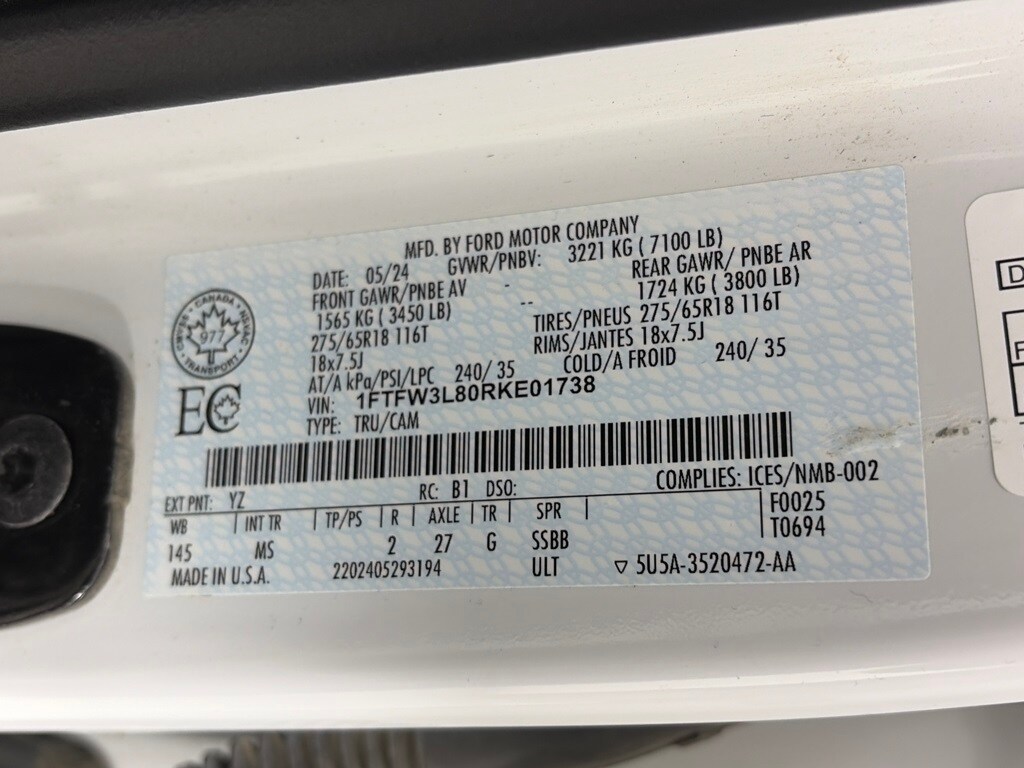 MFD. BY FORD MOTOR COMPANY
DATE: 05/24 GVWR/PNBV: 3221 KG ( 7100 LB)
FRONT GAWR/PNBE AV REAR GAWR/ PNBE AR
1565 KG ( 3450 LB) 1724 KG ( 3800 LB)
275/65R18 116T TIRES/PNEUS 275/65R18 116T
18x7.5J RIMS/JANTES 18x7.5J
AT/A kPa/PSI/LPC 240/ 35 COLD/A FROID 240/ 35
VIN: 1FTFW3L80RKE01738
TYPE: TRU/CAM
CANADA
977
TRANSPORT
EC
COMPLIES: ICES/NMB-002
EXT PNT: YZ RC: B1 DSO:
WB INT TR TP/PS R AXLE TR SPR F0025
T0694
145 MS 2 27 G SSBB
MADE IN U.S.A. 2202405293194 ULT ▽ 5U5A-3520472-AA
D